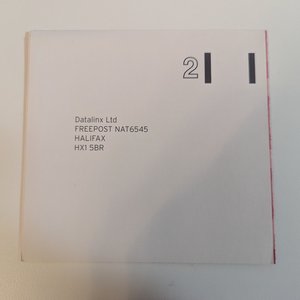 2
Datalinx Ltd
FREEPOST NAT6545
HALIFAX
HX1 5BR